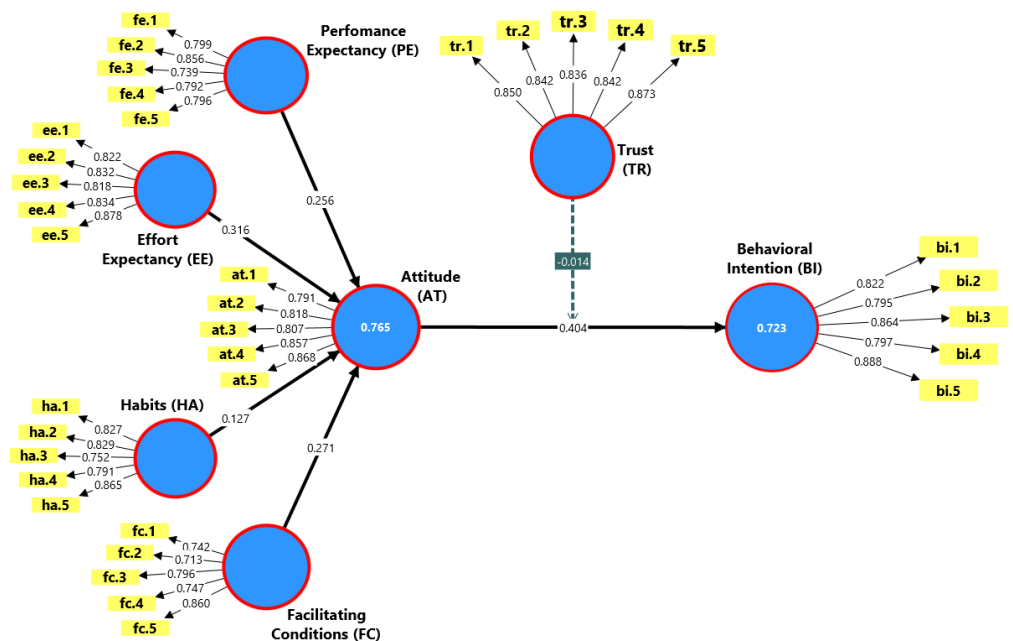 fe.1
fe.2
fe.3
fe.4
fe.5
0.799
0.856
0.739
0.792
0.796
Perfomance
Expectancy (PE)
tr.1
tr.2
tr.3
tr.4
tr.5
0.850
0.842
0.836
0.842
0.873
Trust
(TR)
ee.1
ee.2
ee.3
ee.4
ee.5
0.822
0.832
0.818
0.834
0.878
Effort
Expectancy (EE)
0.256
0.316
-0.014
at.1
at.2
at.3
at.4
at.5
0.791
0.818
0.807
0.857
0.868
Attitude
(AT)
0.765
0.404
Behavioral
Intention (BI)
0.723
0.822
0.795
0.864
0.797
0.888
bi.1
bi.2
bi.3
bi.4
bi.5
ha.1
ha.2
ha.3
ha.4
ha.5
0.827
0.829
0.752
0.791
0.865
Habits (HA)
0.127
0.271
fc.1
fc.2
fc.3
fc.4
fc.5
0.742
0.713
0.796
0.747
0.860
Facilitating
Conditions (FC)